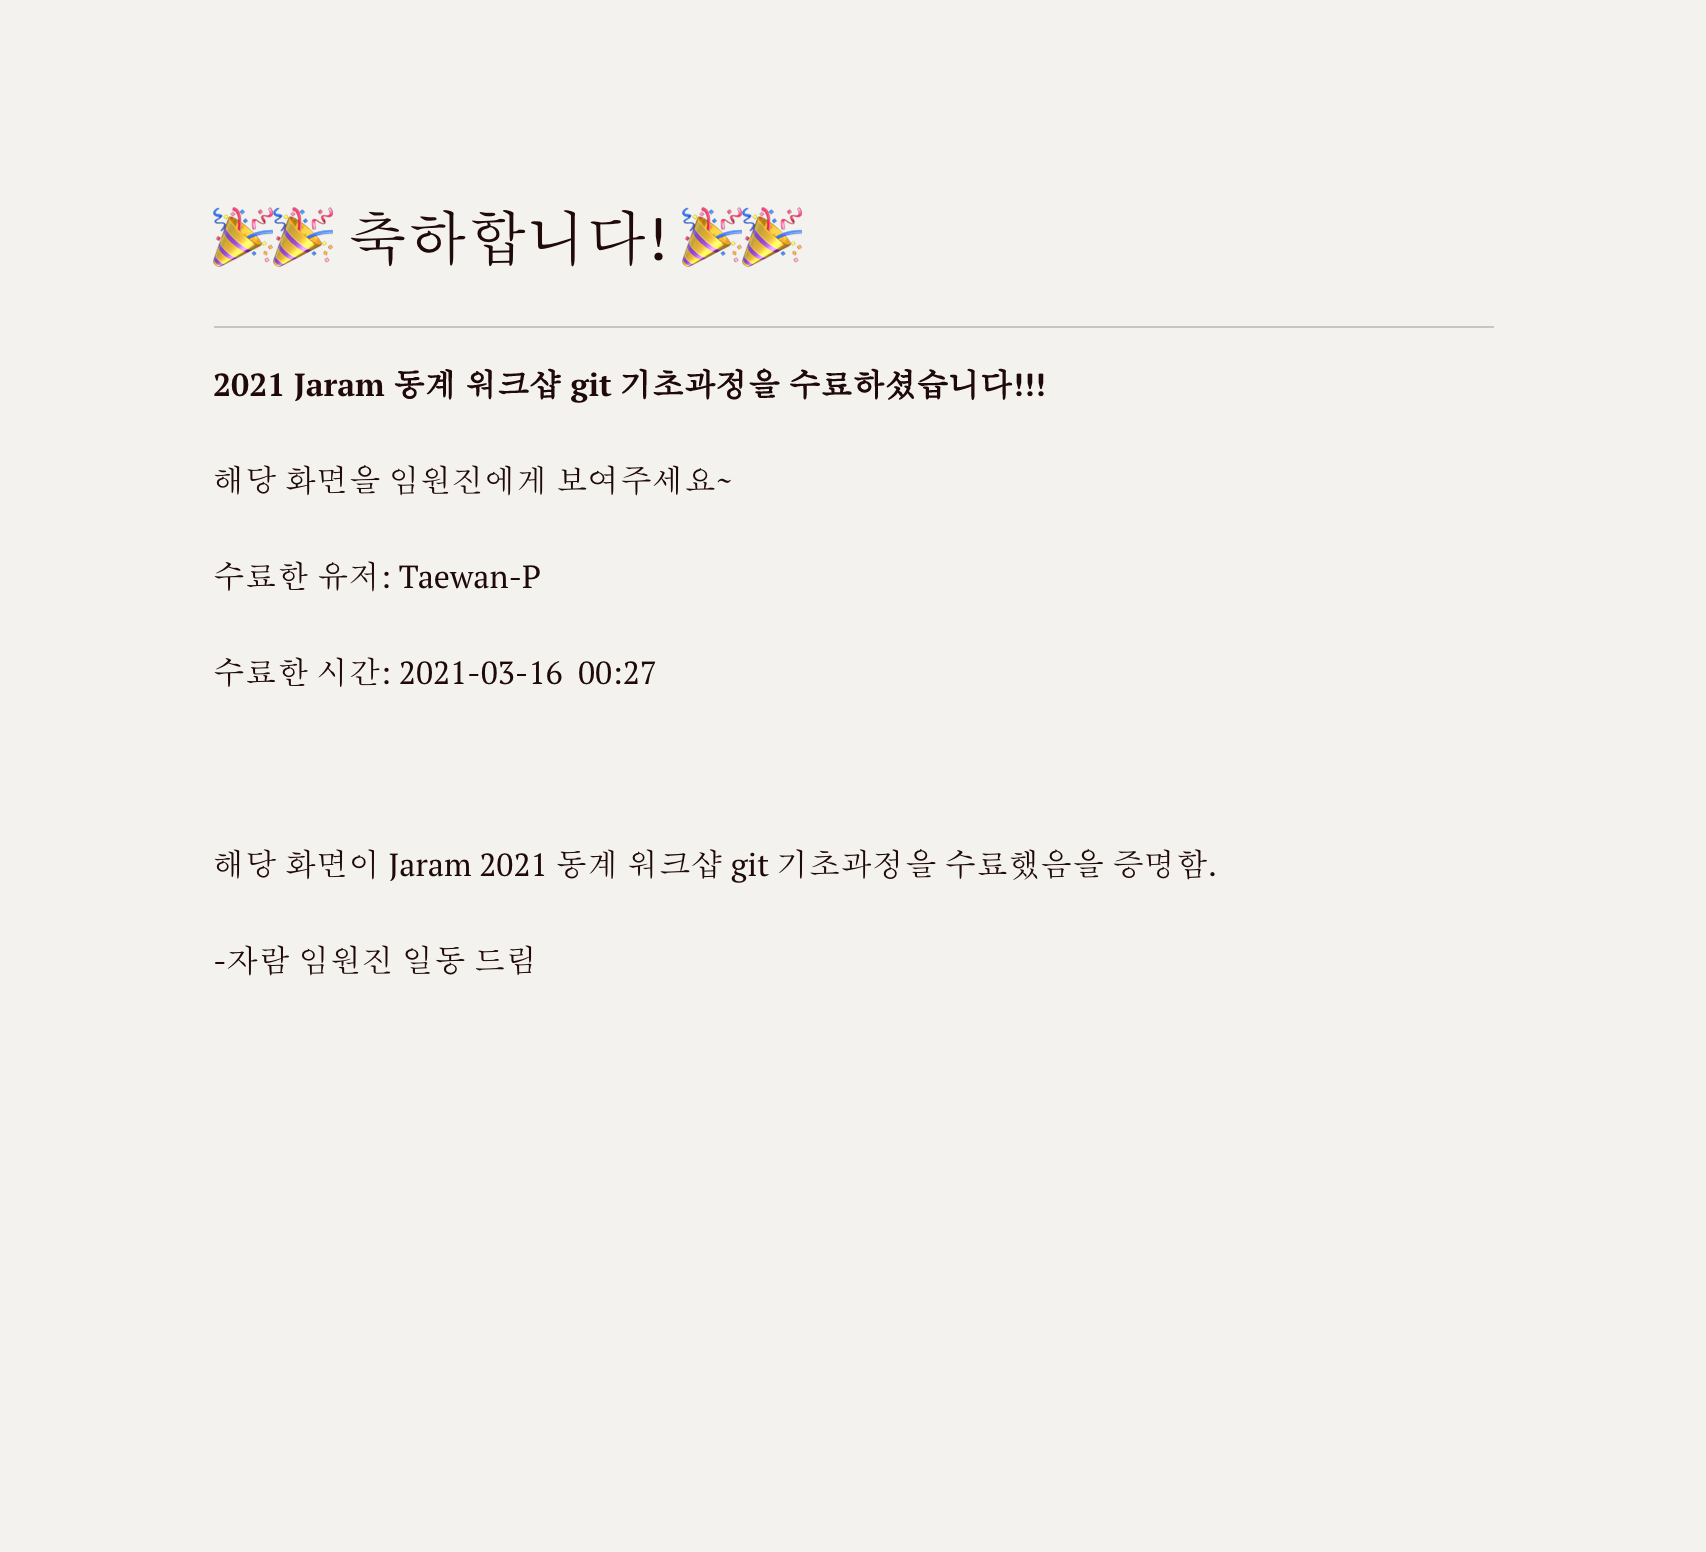 🎉🎉 축하합니다! 🎉🎉
2021 Jaram 동계 워크샵 git 기초과정을 수료하셨습니다!!!
해당 화면을 임원진에게 보여주세요~
수료한 유저: Taewan-P
수료한 시간: 2021-03-16  00:27
해당 화면이 Jaram 2021 동계 워크샵 git 기초과정을 수료했음을 증명함.
-자람 임원진 일동 드림